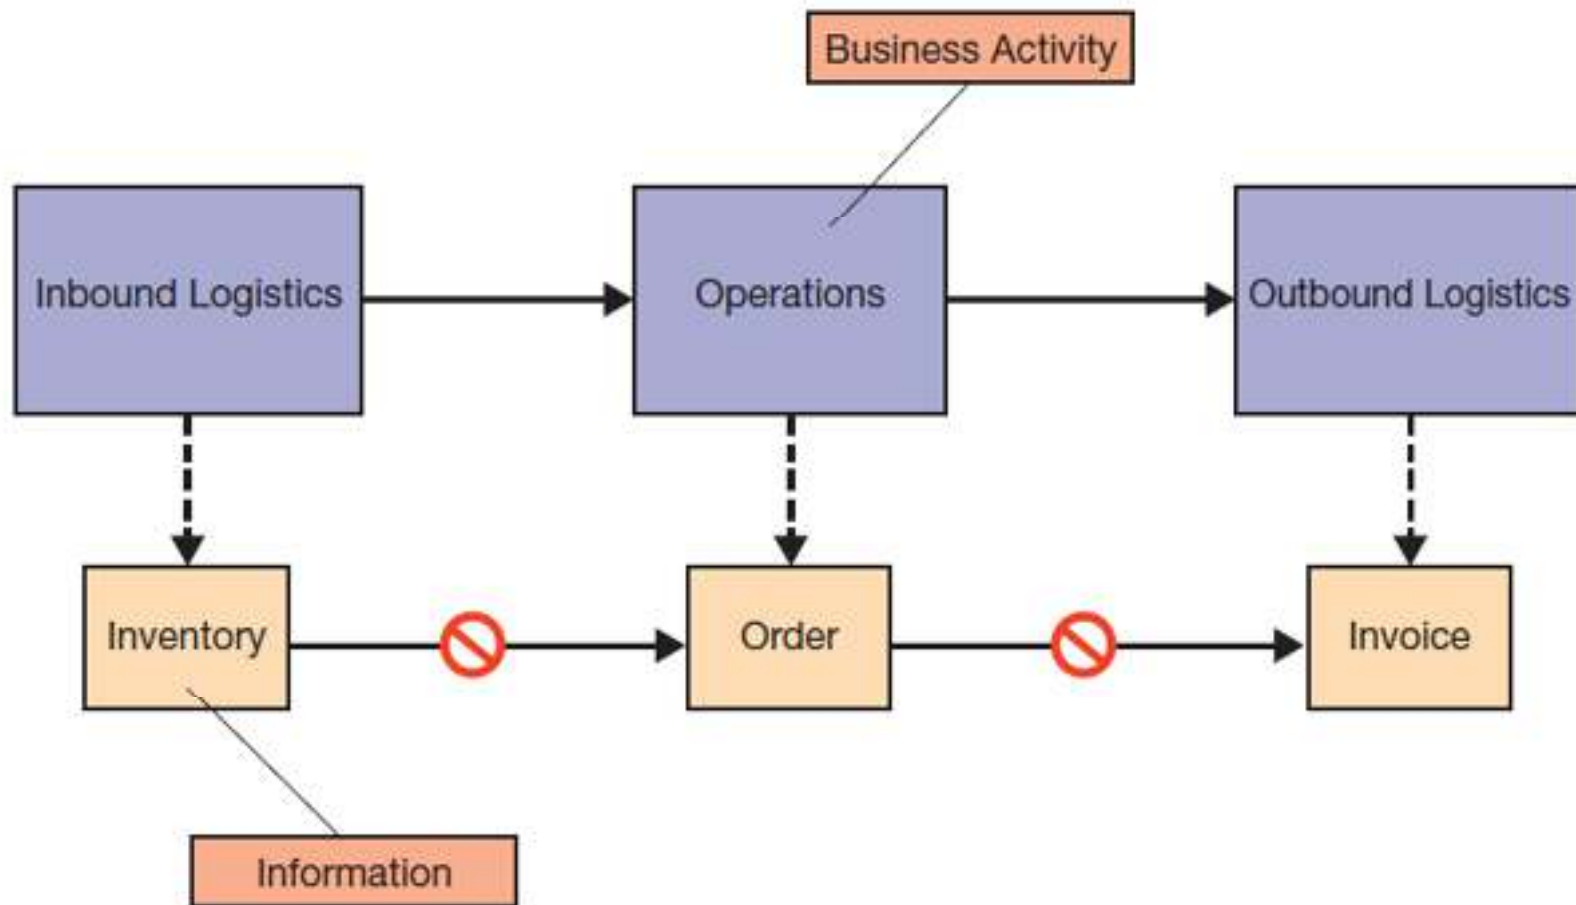 Business Activity
Inbound Logistics
Operations
Outbound Logistics
Inventory
Order
Invoice
Information